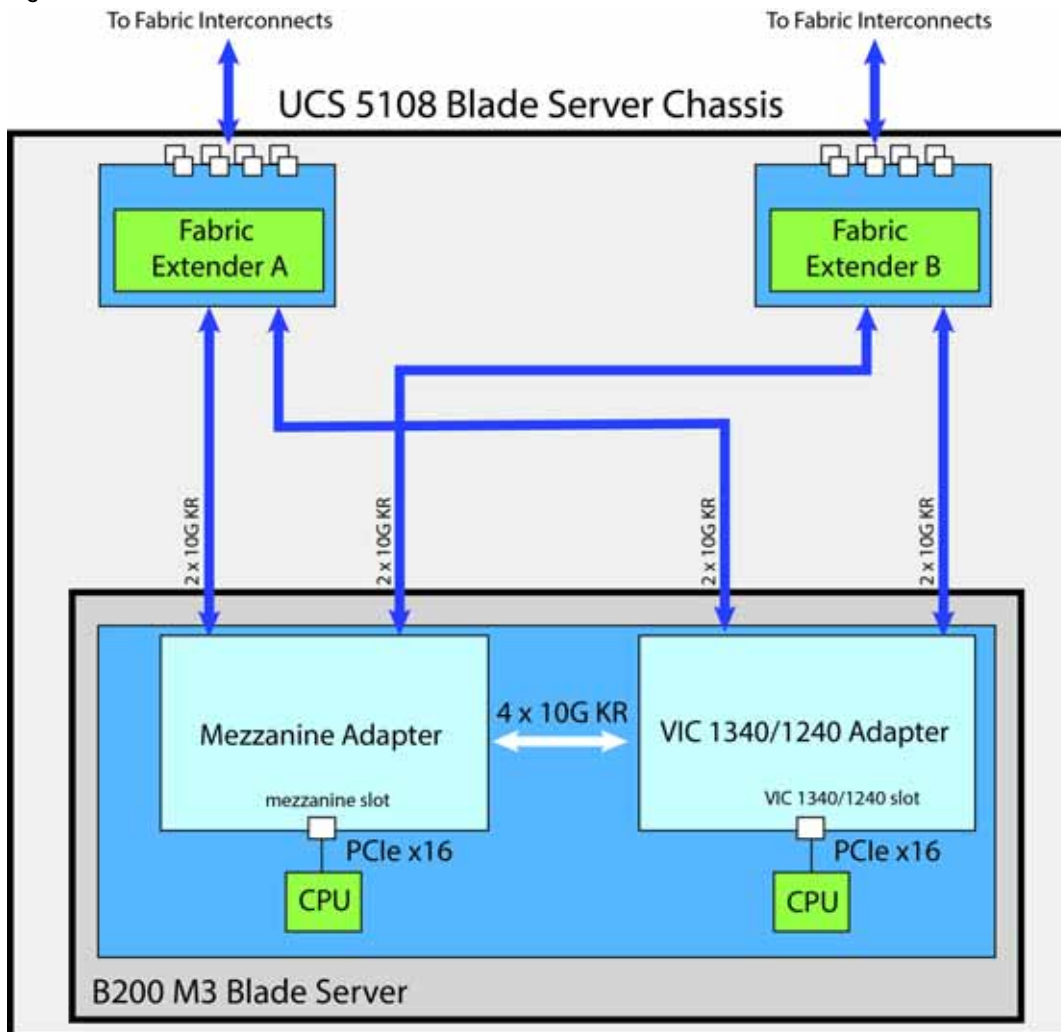 To Fabric Interconnects
To Fabric Interconnects
UCS 5108 Blade Server Chassis
Fabric
Extender A
Fabric
Extender B
2 x 10G KR
2 x 10G KR
2 x 10G KR
2 x 10G KR
Mezzanine Adapter
4 x 10G KR
VIC 1340/1240 Adapter
mezzanine slot
VIC 1340/1240 slot
PCIe x16
PCIe x16
CPU
CPU
B200 M3 Blade Server